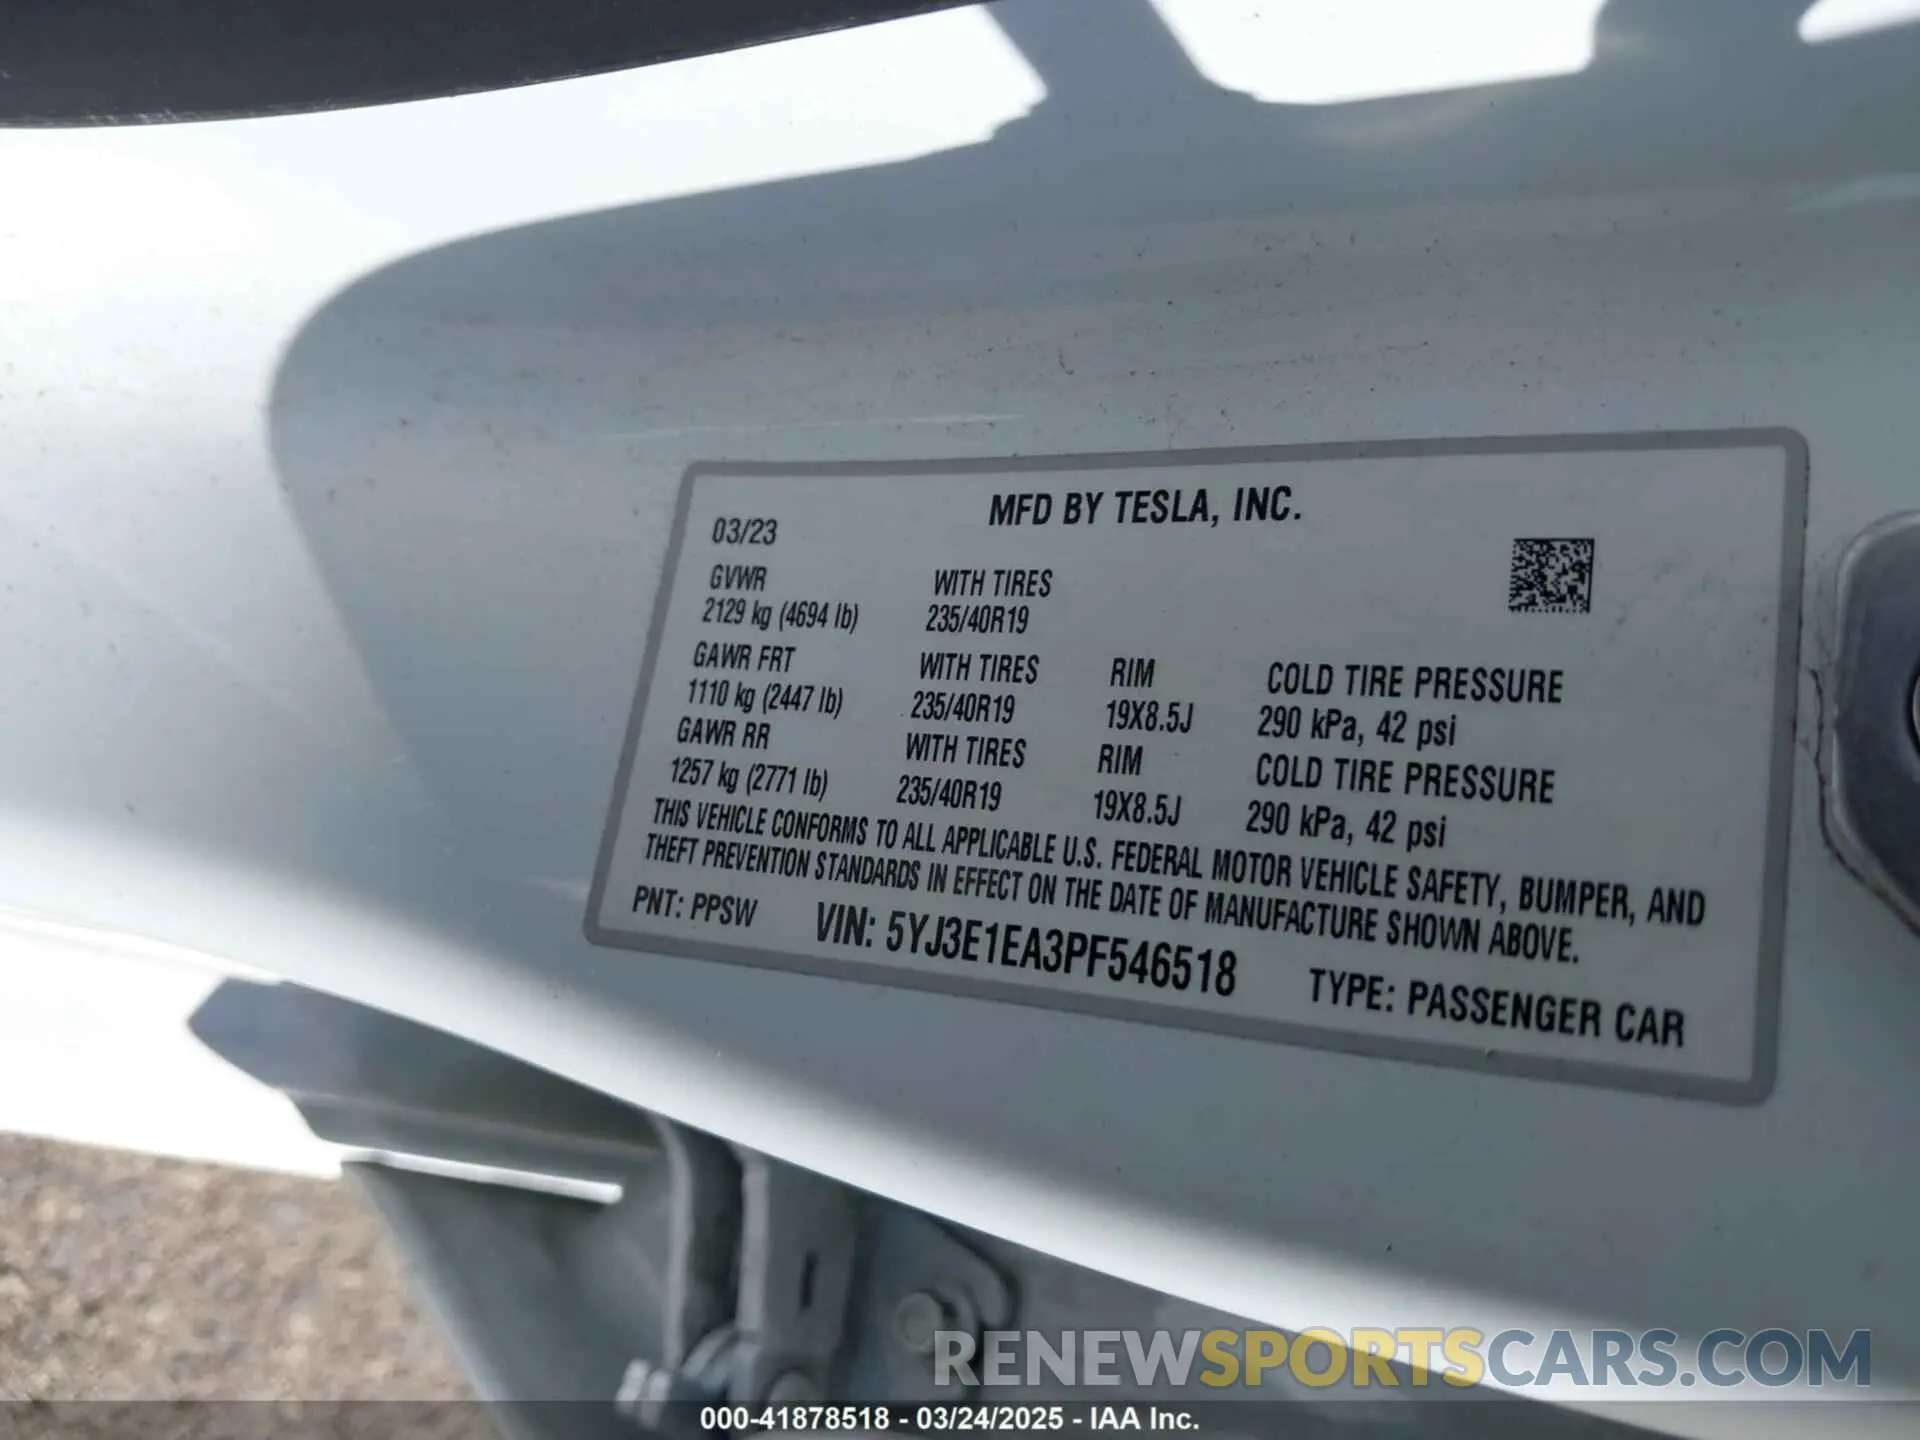 MFD BY TESLA, INC.
03/23
GVWR WITH TIRES
2129 kg (4694 lb) 235/40R19
GAWR FRT WITH TIRES RIM COLD TIRE PRESSURE
1110 kg (2447 lb) 235/40R19 19X8.5J 290 kPa, 42 psi
GAWR RR WITH TIRES RIM COLD TIRE PRESSURE
1257 kg (2771 lb) 235/40R19 19X8.5J 290 kPa, 42 psi
THIS VEHICLE CONFORMS TO ALL APPLICABLE U.S. FEDERAL MOTOR VEHICLE SAFETY, BUMPER, AND
THEFT PREVENTION STANDARDS IN EFFECT ON THE DATE OF MANUFACTURE SHOWN ABOVE.
PNT: PPSW VIN: 5YJ3E1EA3PF546518 TYPE: PASSENGER CAR
RENEWSPORTSCARS.COM
000-41878518 - 03/24/2025 - IAA Inc.